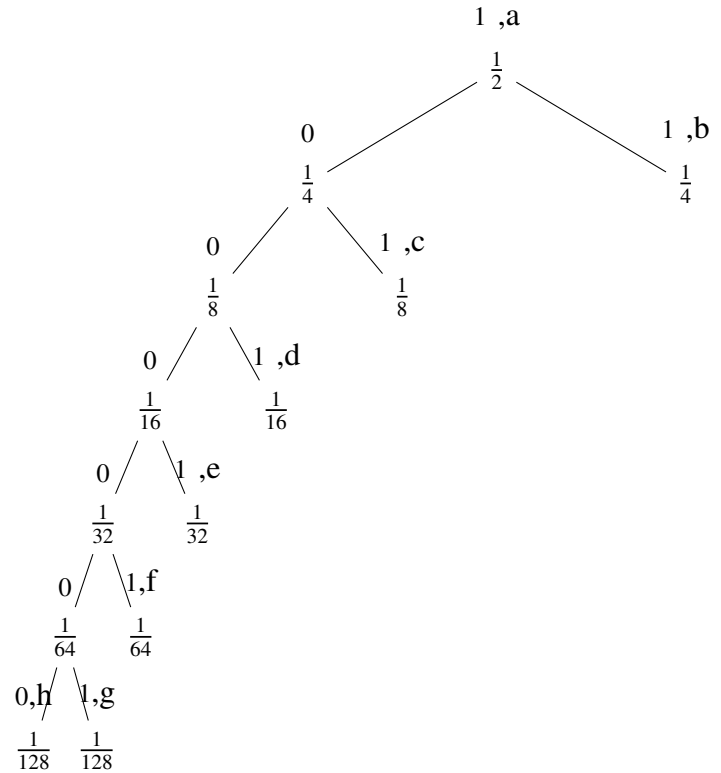 1 ,a
1/2
0
1 ,b
1/4
1/4
0
1 ,c
1/8
1/8
0
1 ,d
1/16
1/16
0
1 ,e
1/32
1/32
0
1,f
1/64
1/64
0,h
1,g
1/128
1/128